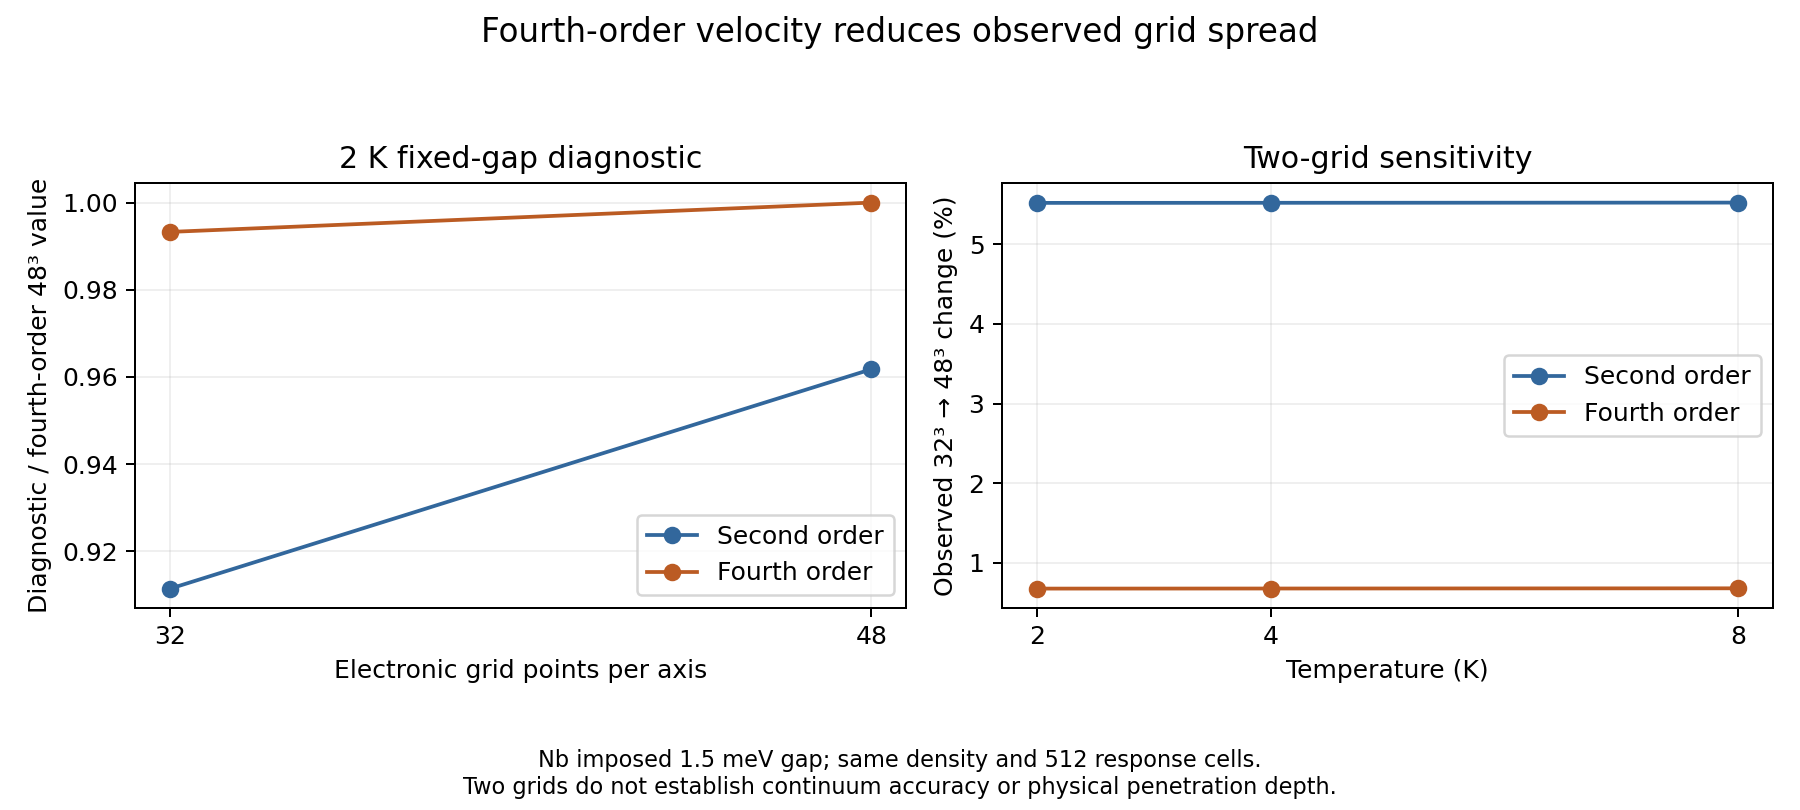 Fourth-order velocity reduces observed grid spread
2 K fixed-gap diagnostic
Diagnostic / fourth-order 48³ value
1.00
0.98
0.96
0.94
0.92
Second order
Fourth order
32
48
Electronic grid points per axis
Two-grid sensitivity
Observed 32³ → 48³ change (%)
5
4
3
2
1
Second order
Fourth order
2
4
8
Temperature (K)
Nb imposed 1.5 meV gap; same density and 512 response cells.
Two grids do not establish continuum accuracy or physical penetration depth.